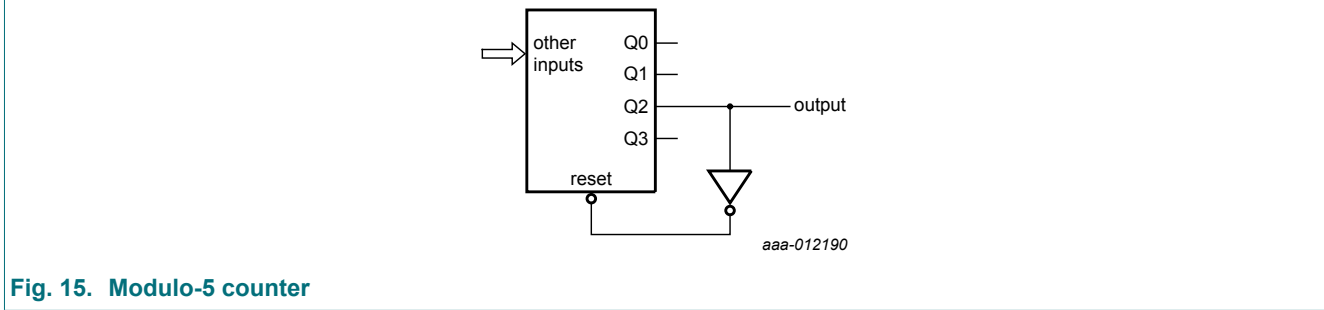 other
inputs
Q0
Q1
Q2
Q3
output
reset
aaa-012190
Fig. 15. Modulo-5 counter